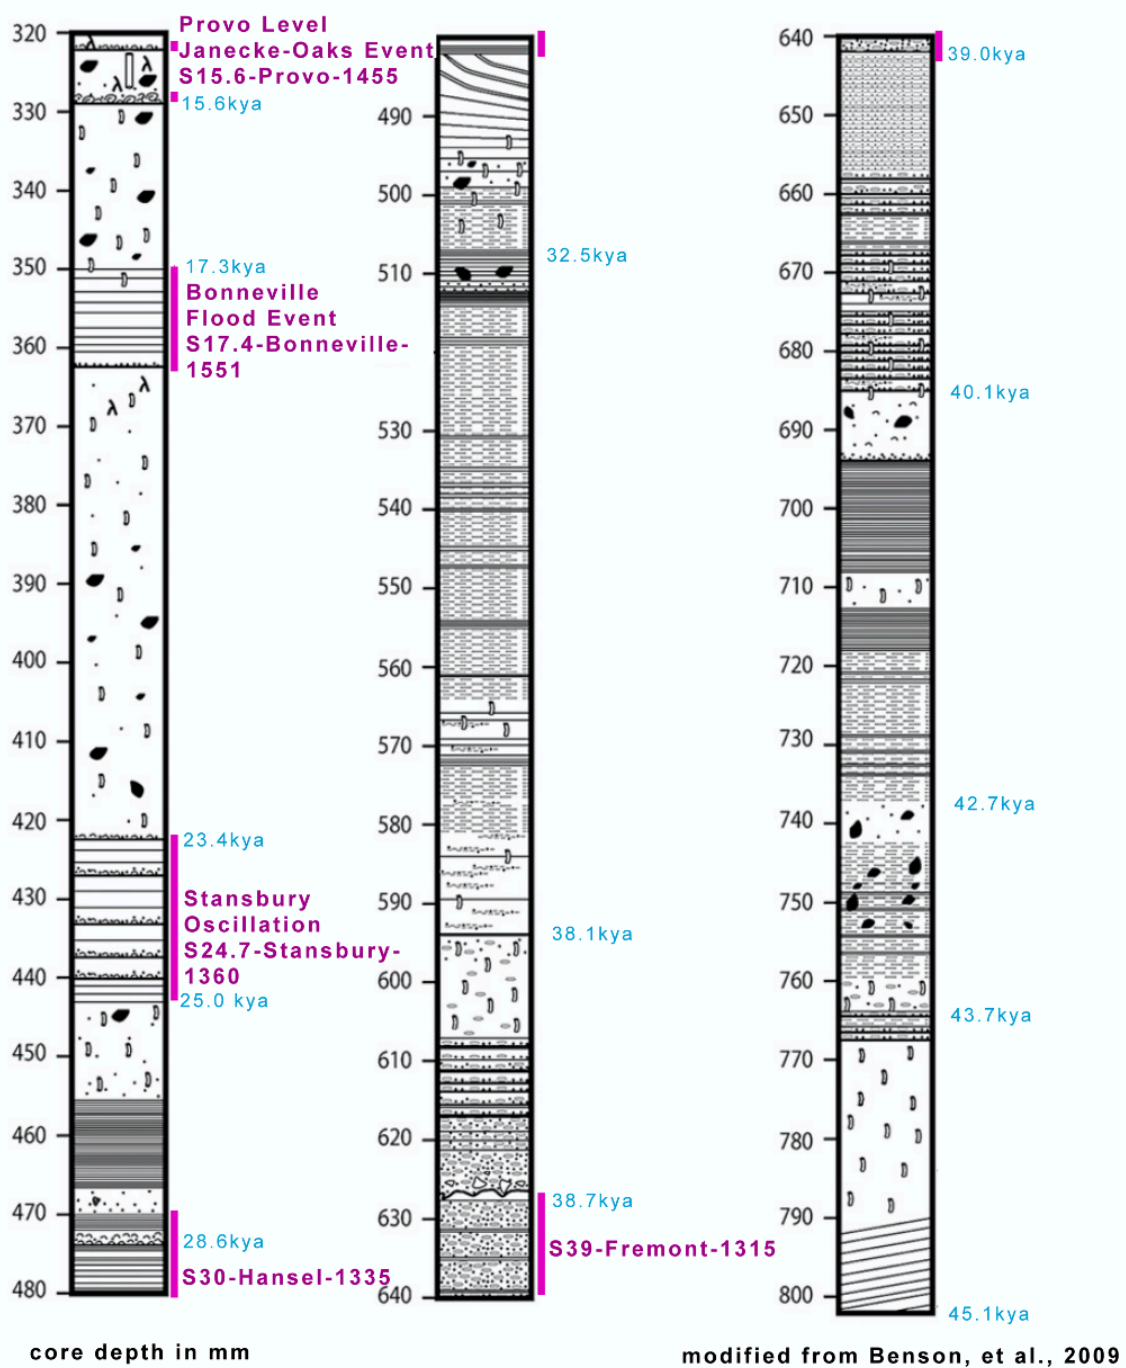 320
330
340
350
360
370
380
390
400
410
420
430
440
450
460
470
480
Provo Level
Janecke-Oaks Event
S15.6-Provo-1455
15.6kya
17.3kya
Bonneville
Flood Event
S17.4-Bonneville-
1551
23.4kya
Stansbury
Oscillation
S24.7-Stansbury-
1360
25.0 kya
28.6kya
S30-Hansel-1335
490
500
510
530
540
550
560
570
580
590
600
610
620
630
640
32.5kya
38.1kya
38.7kya
S39-Fremont-1315
640
650
660
670
680
690
700
710
720
730
740
750
760
770
780
790
800
39.0kya
40.1kya
42.7kya
43.7kya
45.1kya
core depth in mm
modified from Benson, et al., 2009